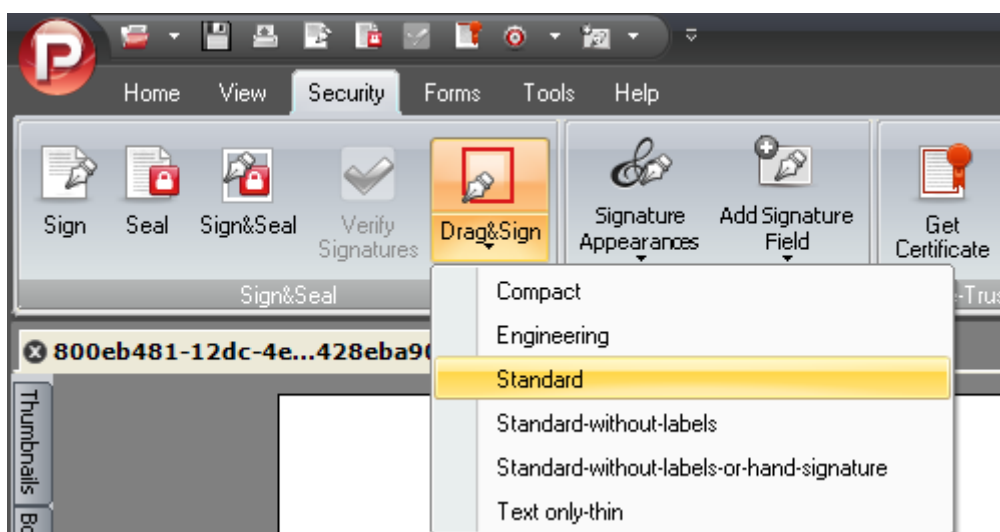 Home View Security Forms Tools Help
Sign Seal Sign&Seal Verify Signatures Drag&Sign Signature Appearances Add Signature Field Get Certificate
Sign&Seal
Compact
Engineering
Standard
Standard-without-labels
Standard-without-labels-or-hand-signature
Text only-thin
800eb481-12dc-4e...428eba90
Thumbnails